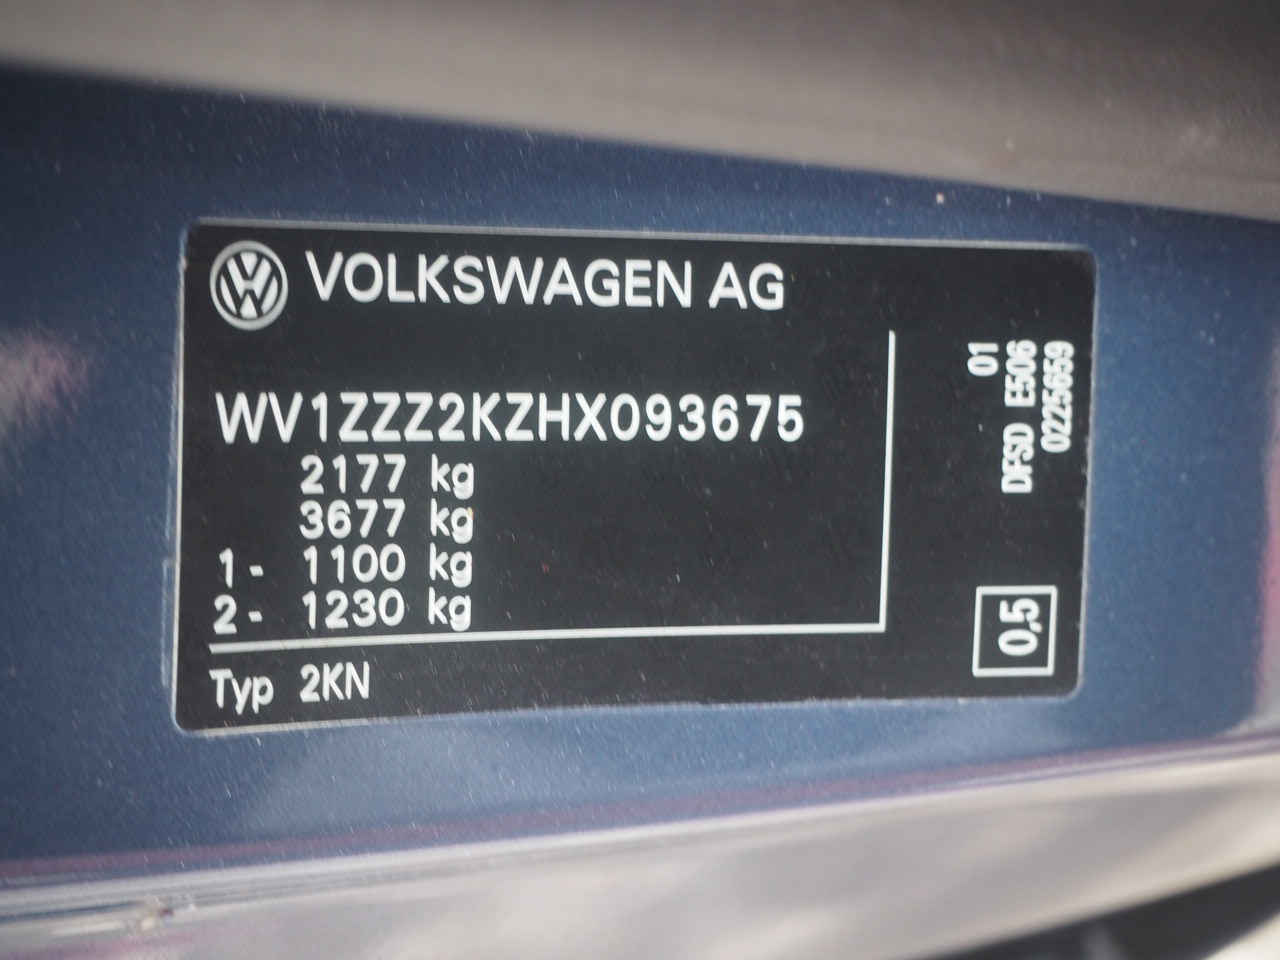 VOLKSWAGEN AG
WV1ZZZ2KZHX093675
2177 kg
3677 kg
1- 1100 kg
2- 1230 kg
Typ 2KN
01
DFSD E506
0225659
0,5